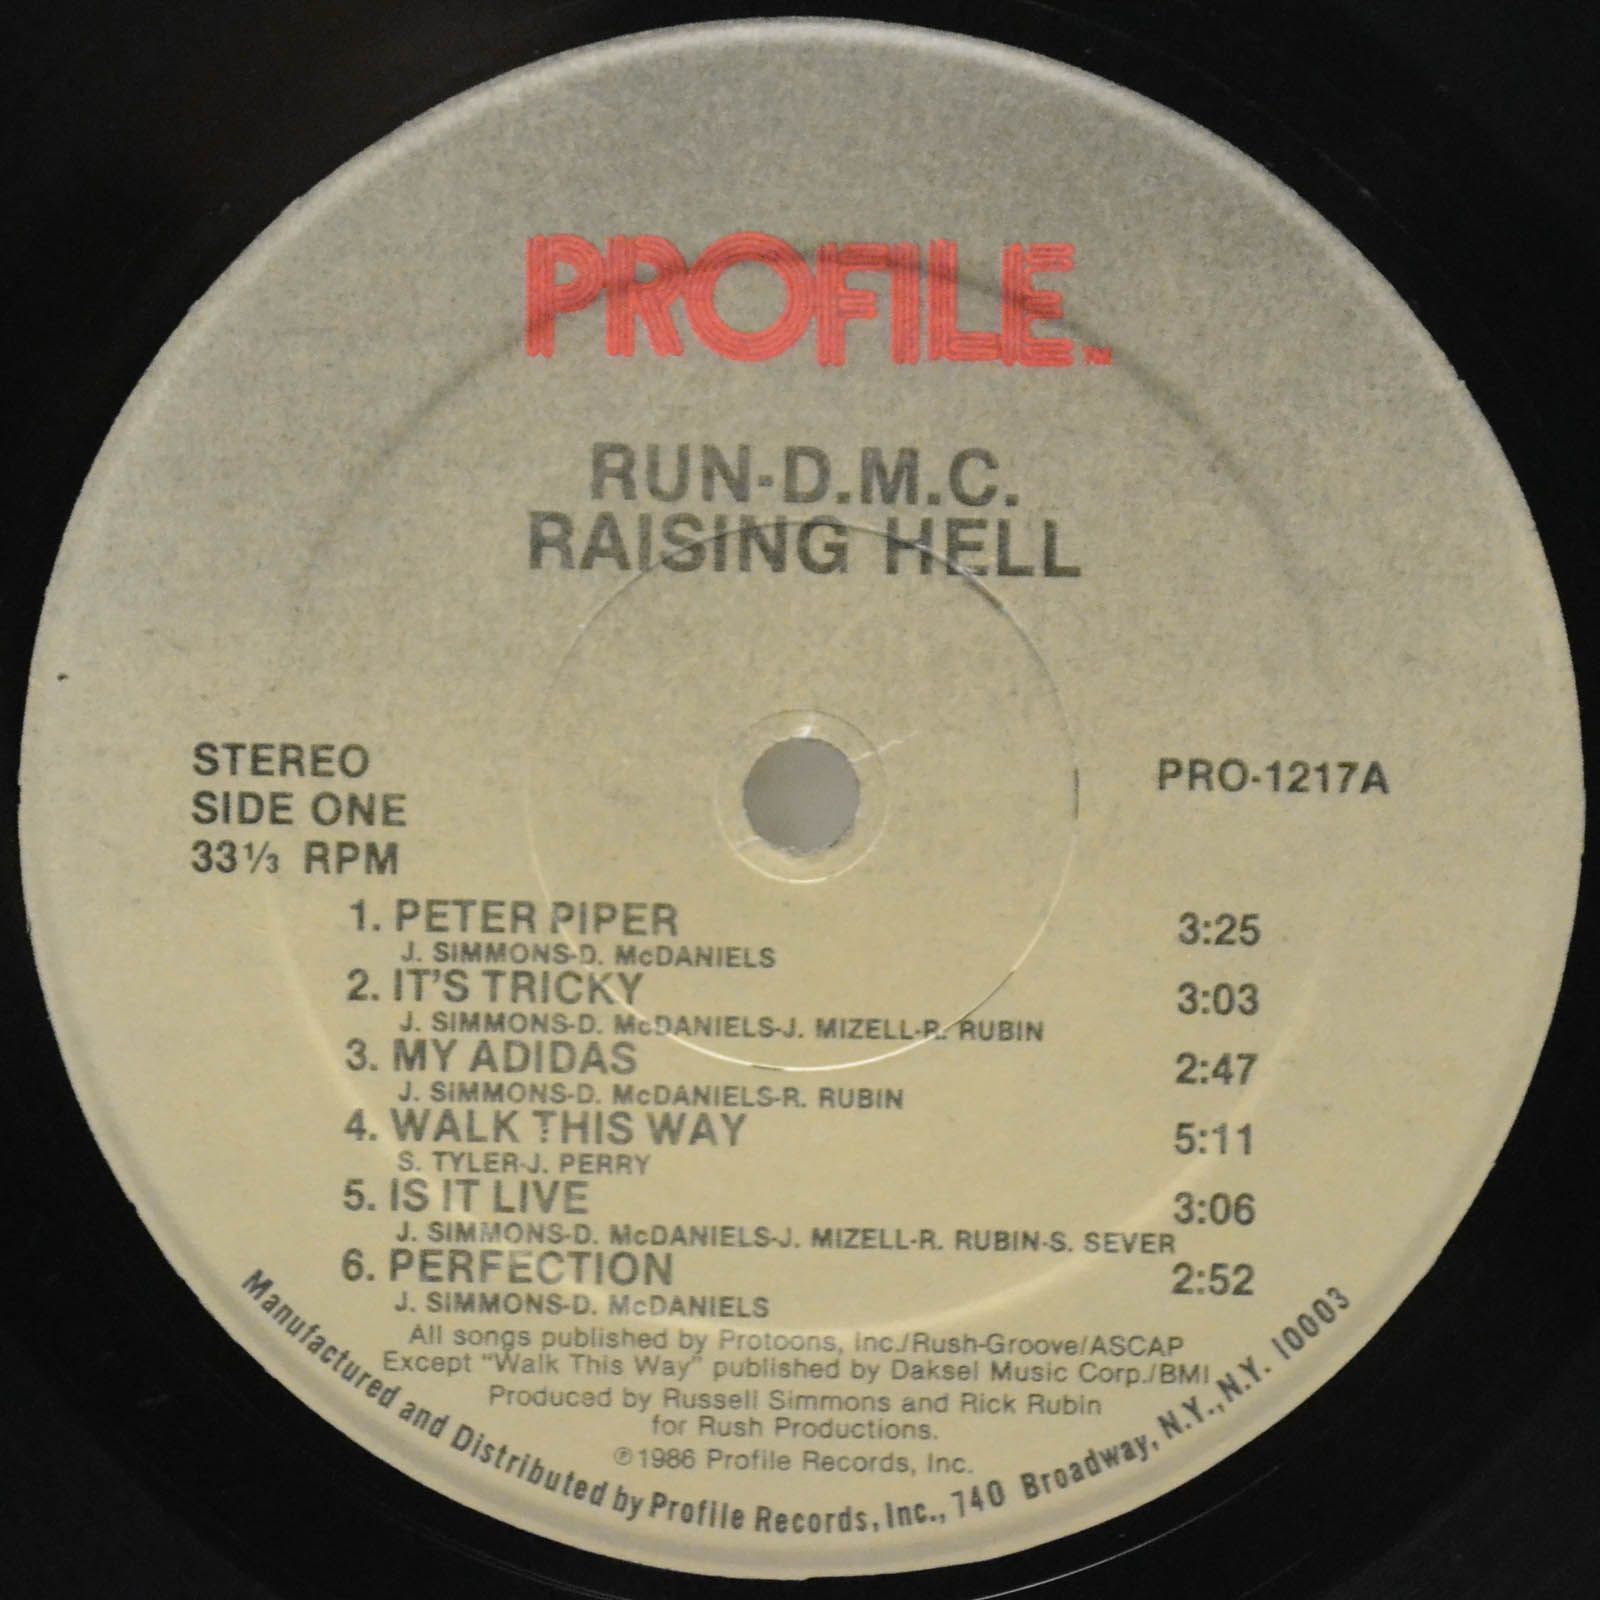 PROFILE™
RUN-D.M.C.
RAISING HELL
STEREO
SIDE ONE
33⅓ RPM
PRO-1217A
1. PETER PIPER 3:25
J. SIMMONS-D. McDANIELS
2. IT'S TRICKY 3:03
J. SIMMONS-D. McDANIELS-J. MIZELL-R. RUBIN
3. MY ADIDAS 2:47
J. SIMMONS-D. McDANIELS-R. RUBIN
4. WALK THIS WAY 5:11
S. TYLER-J. PERRY
5. IS IT LIVE 3:06
J. SIMMONS-D. McDANIELS-J. MIZELL-R. RUBIN-S. SEVER
6. PERFECTION 2:52
J. SIMMONS-D. McDANIELS
All songs published by Protoons, Inc./Rush-Groove/ASCAP
Except "Walk This Way" published by Daksel Music Corp./BMI
Produced by Russell Simmons and Rick Rubin
for Rush Productions.
℗1986 Profile Records, Inc.
Manufactured and Distributed by Profile Records, Inc., 740 Broadway, N.Y., N.Y. 10003